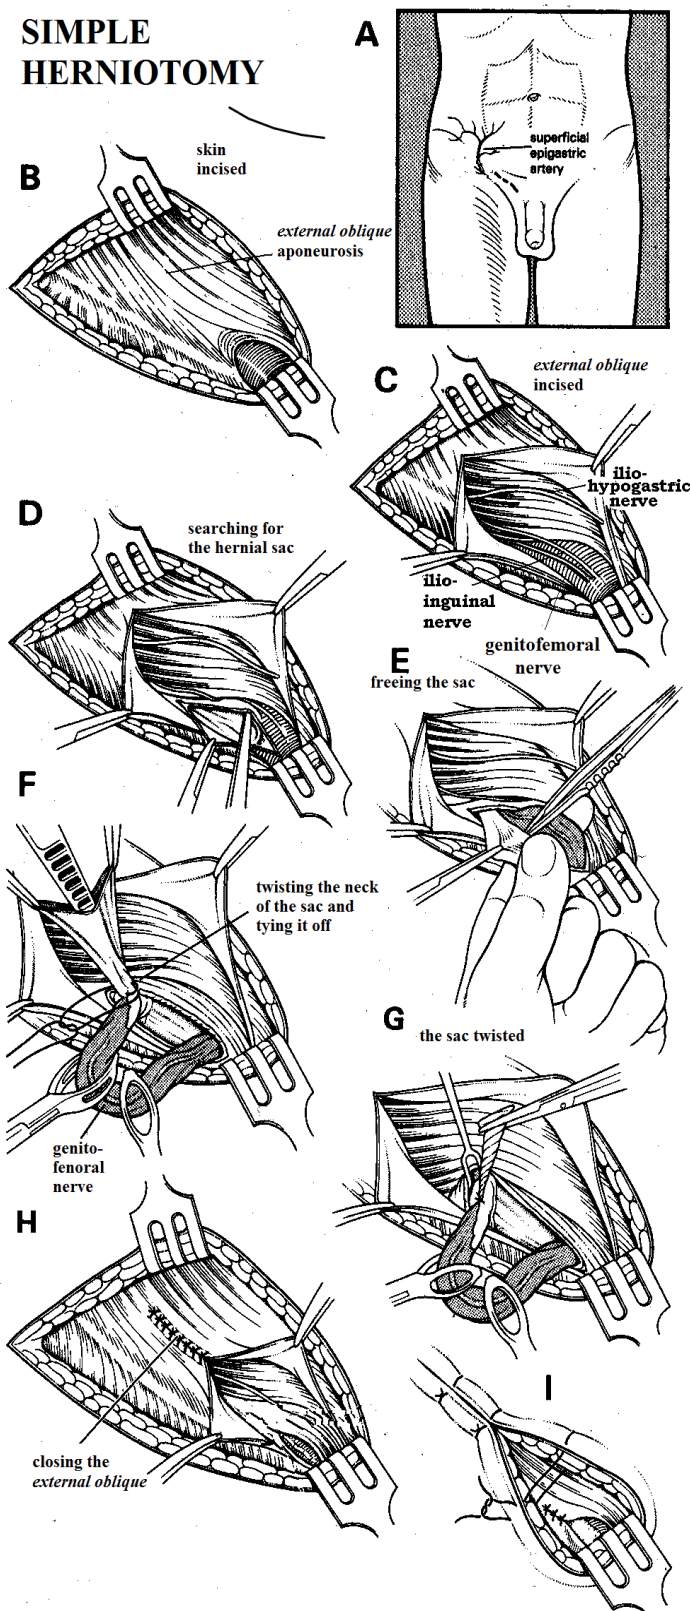 SIMPLE
HERNIOTOMY
A
superficial
epigastric
artery
B
skin
incised
external oblique
aponeurosis
C
external oblique
incised
ilio-
hypogastric
nerve
ilio-
inguinal
nerve
genitofemoral
nerve
D
searching for
the hernial sac
E
freeing the sac
F
twisting the neck
of the sac and
tying it off
genito-
fenoral
nerve
G
the sac twisted
H
closing the
external oblique
I